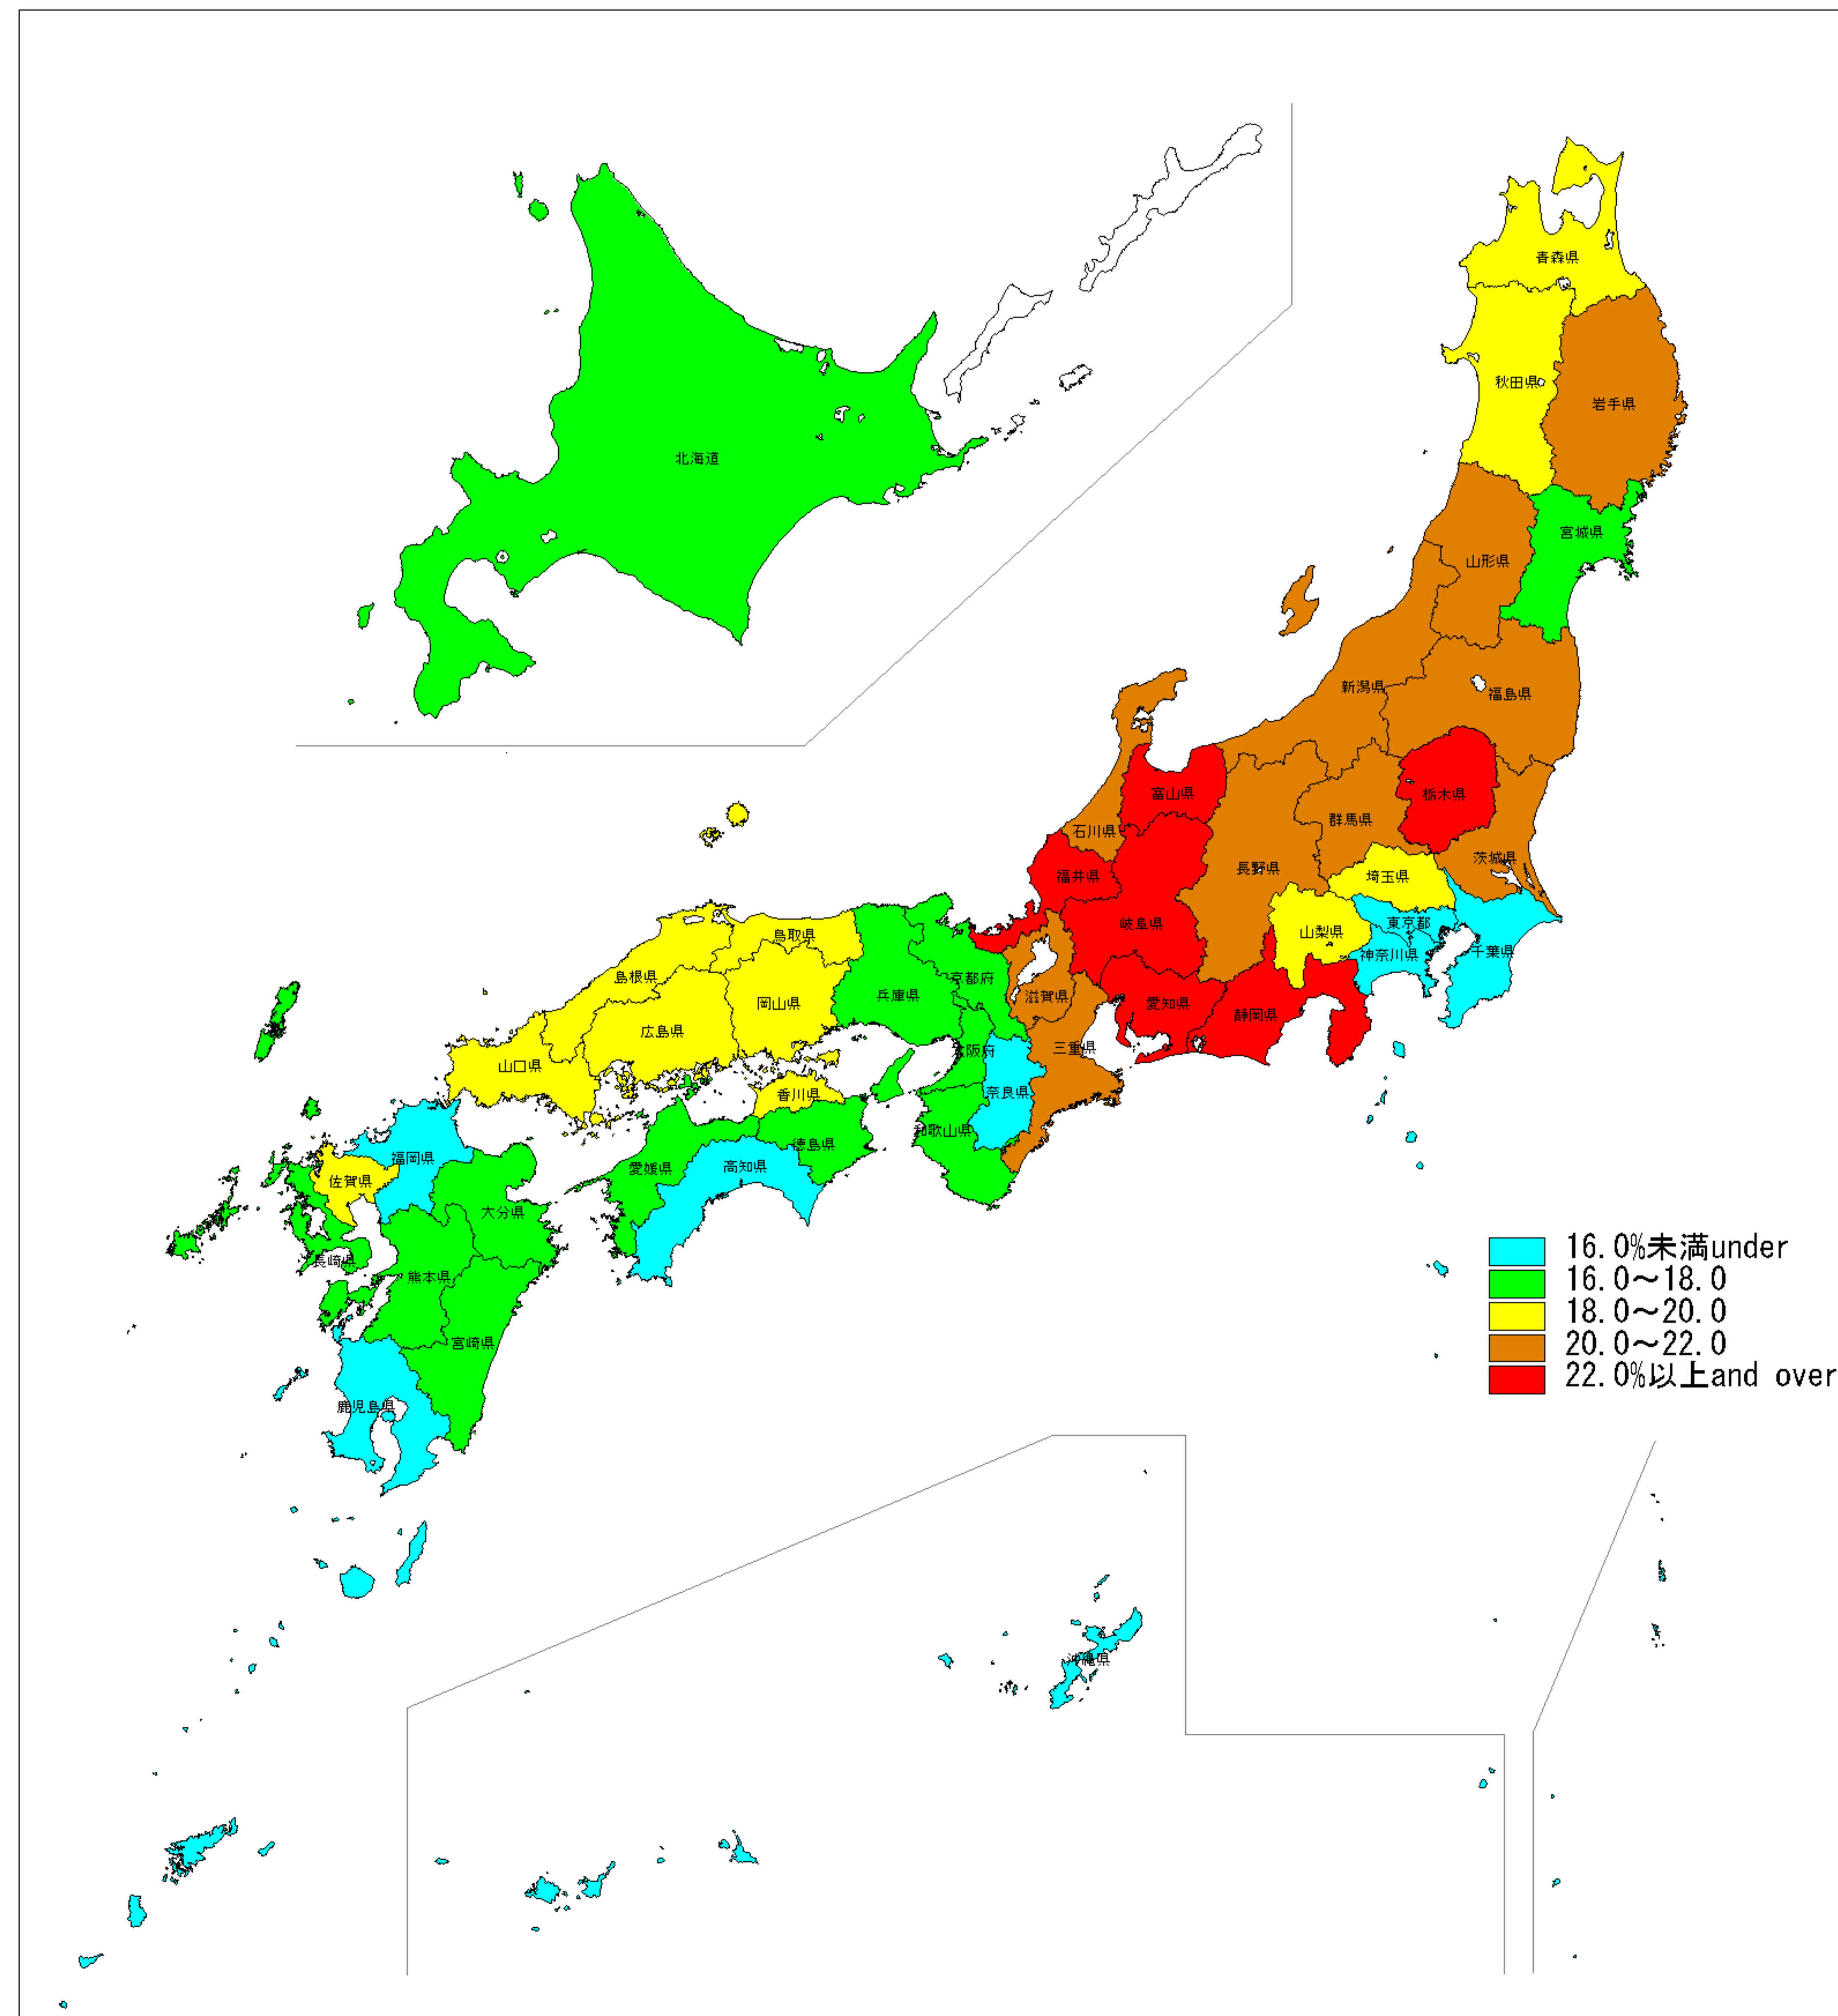 北海道
青森県
秋田県
岩手県
宮城県
山形県
新潟県
福島県
富山県
栃木県
石川県
群馬県
茨城県
福井県
長野県
埼玉県
岐阜県
東京都
山梨県
千葉県
神奈川県
鳥取県
島根県
京都府
兵庫県
滋賀県
岡山県
愛知県
静岡県
広島県
三重県
阪府
山口県
香川県
奈良県
和歌山県
徳島県
福岡県
愛媛県
高知県
佐賀県
大分県
長崎県
熊本県
宮崎県
鹿児島県
沖縄県
16.0%未満under
16.0～18.0
18.0～20.0
20.0～22.0
22.0%以上and over